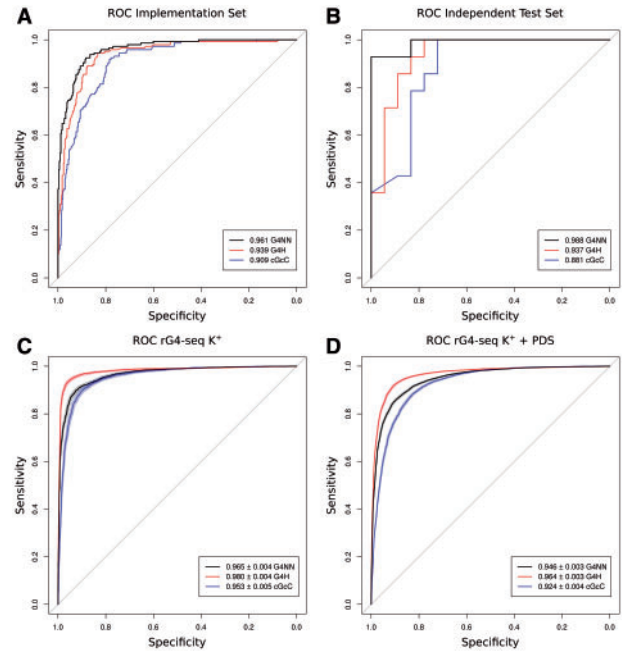 A
ROC Implementation Set
Sensitivity
1.0
0.8
0.6
0.4
0.2
0.0
0.961 G4NN
0.939 G4H
0.909 cGcC
1.0 0.8 0.6 0.4 0.2 0.0
Specificity
B
ROC Independent Test Set
Sensitivity
1.0
0.8
0.6
0.4
0.2
0.0
0.988 G4NN
0.937 G4H
0.881 cGcC
1.0 0.8 0.6 0.4 0.2 0.0
Specificity
C
ROC rG4-seq K⁺
Sensitivity
1.0
0.8
0.6
0.4
0.2
0.0
0.965 ± 0.004 G4NN
0.980 ± 0.004 G4H
0.953 ± 0.005 cGcC
1.0 0.8 0.6 0.4 0.2 0.0
Specificity
D
ROC rG4-seq K⁺ + PDS
Sensitivity
1.0
0.8
0.6
0.4
0.2
0.0
0.946 ± 0.003 G4NN
0.964 ± 0.003 G4H
0.924 ± 0.004 cGcC
1.0 0.8 0.6 0.4 0.2 0.0
Specificity